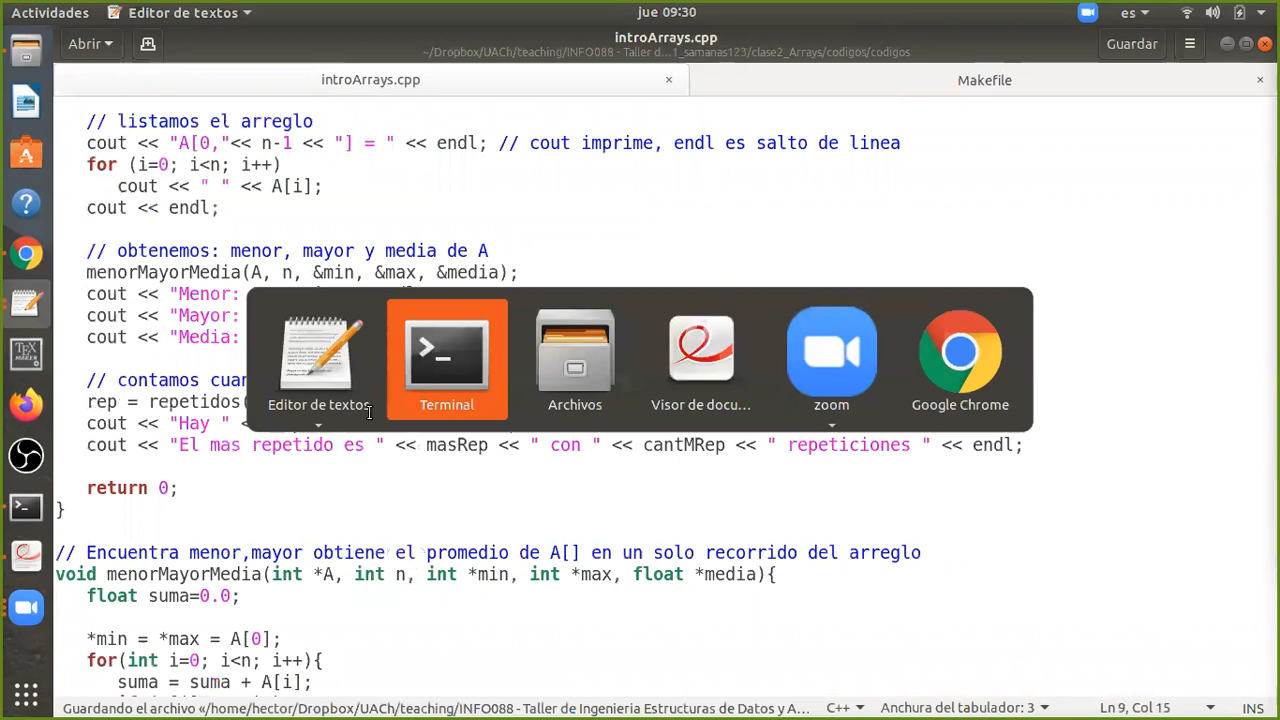 Actividades
Editor de textos
jue 09:30
es
Abrir
introArrays.cpp
~/Dropbox/UACh/teaching/INFO088 - Taller d...1_samanas123/clase2_Arrays/codigos/codigos
Guardar
introArrays.cpp
Makefile
// listamos el arreglo
cout << "A[0,"<< n-1 << "] = " << endl; // cout imprime, endl es salto de linea
for (i=0; i<n; i++)
cout << " " << A[i];
cout << endl;
// obtenemos: menor, mayor y media de A
menorMayorMedia(A, n, &min, &max, &media);
cout << "Menor:
cout << "Mayor:
cout << "Media:
// contamos cuan
rep = repetidos(
cout << "Hay "
cout << "El mas repetido es " << masRep << " con " << cantMRep << " repeticiones " << endl;
return 0;
}
// Encuentra menor,mayor obtiene el promedio de A[] en un solo recorrido del arreglo
void menorMayorMedia(int *A, int n, int *min, int *max, float *media){
float suma=0.0;
*min = *max = A[0];
for(int i=0; i<n; i++){
suma = suma + A[i];
Editor de textos
Terminal
Archivos
Visor de docu...
zoom
Google Chrome
Guardando el archivo «/home/hector/Dropbox/UACh/teaching/INFO088 - Taller de Ingenieria Estructuras de Datos y A...
C++
Anchura del tabulador: 3
Ln 9, Col 15
INS